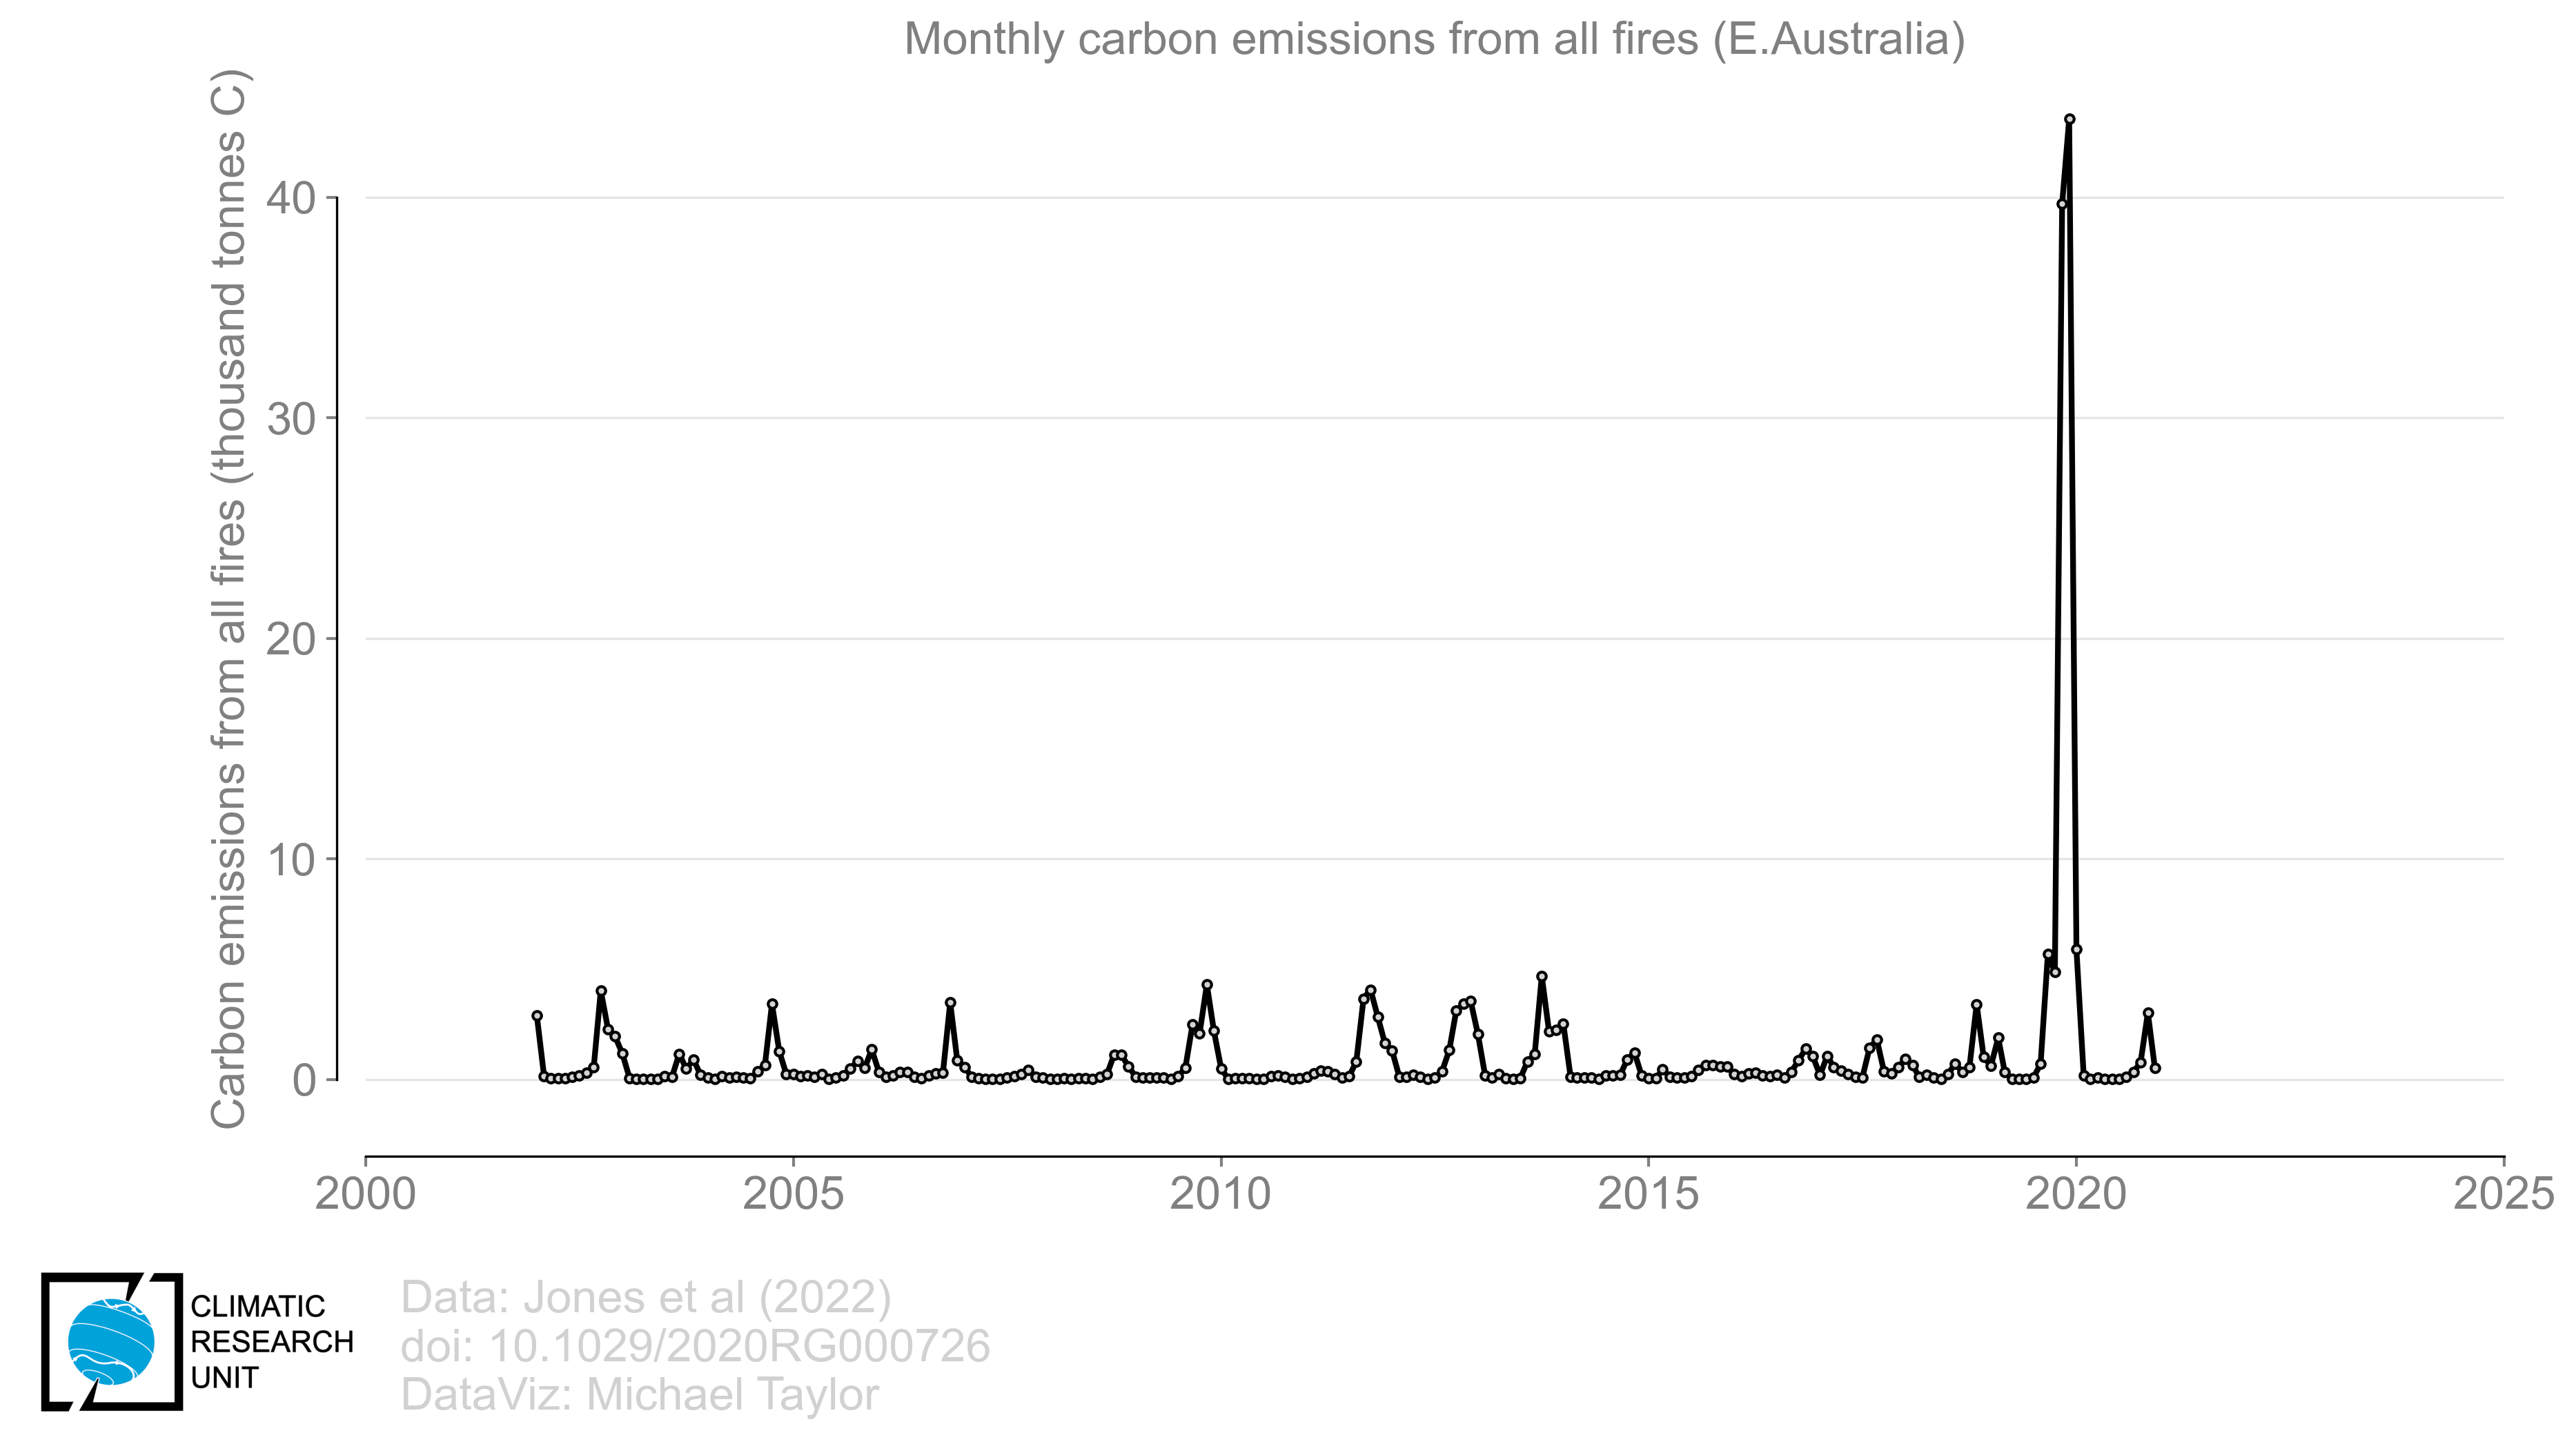 Monthly carbon emissions from all fires (E.Australia)
Carbon emissions from all fires (thousand tonnes C)
40
30
20
10
0
2000
2005
2010
2015
2020
2025
CLIMATIC
RESEARCH
UNIT
Data: Jones et al (2022)
doi: 10.1029/2020RG000726
DataViz: Michael Taylor